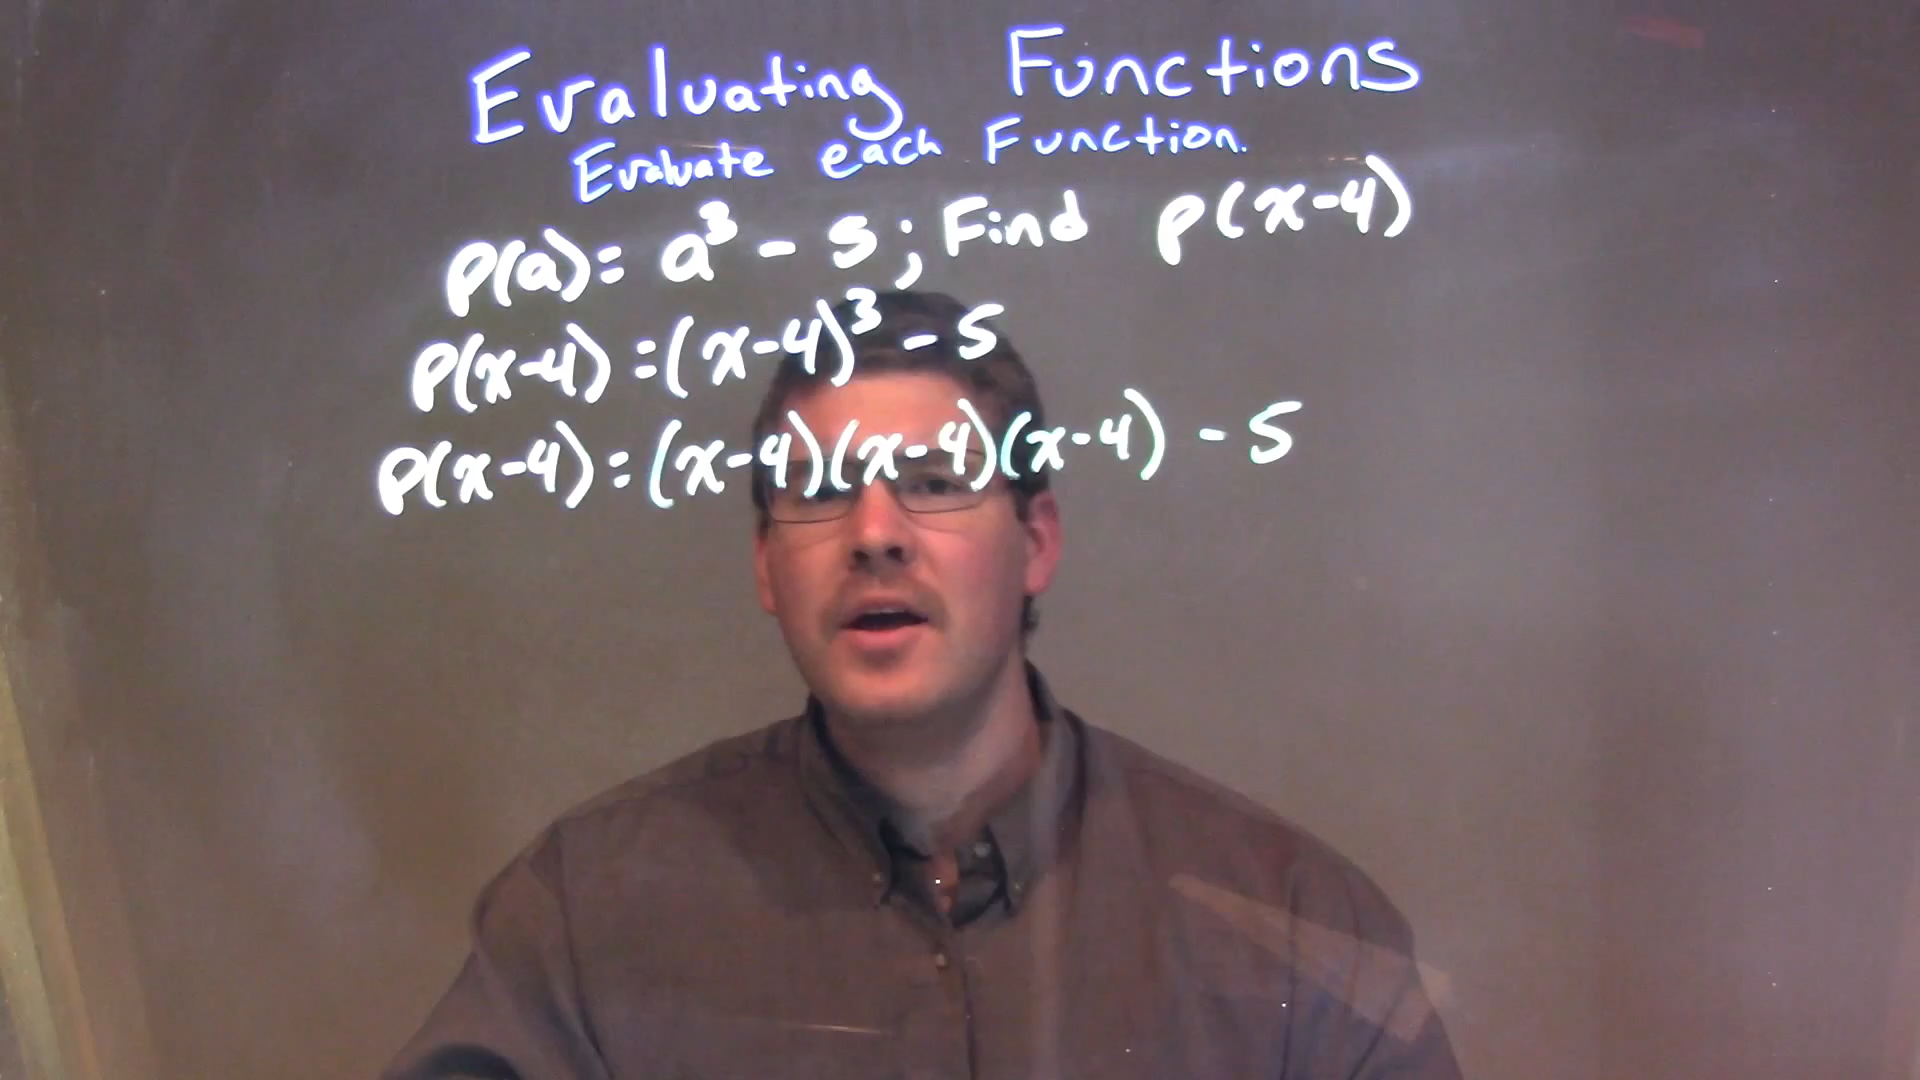 Evaluating Functions
Evaluate each Function.
p(a) = a³ - 5; Find p(x-4)
p(x-4) = (x-4)³ - 5
p(x-4) = (x-4)(x-4)(x-4) - 5